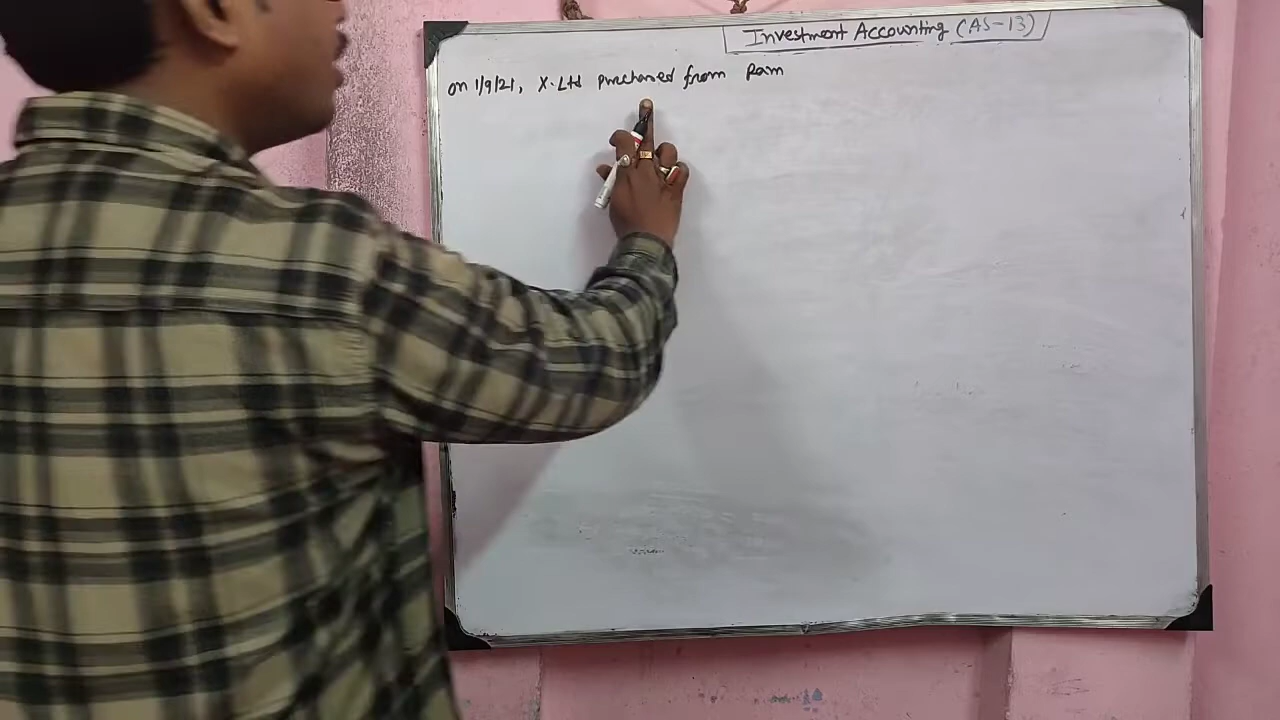 Investment Accounting (AS-13)
on 1/9/21, X.Ltd purchased from Ram